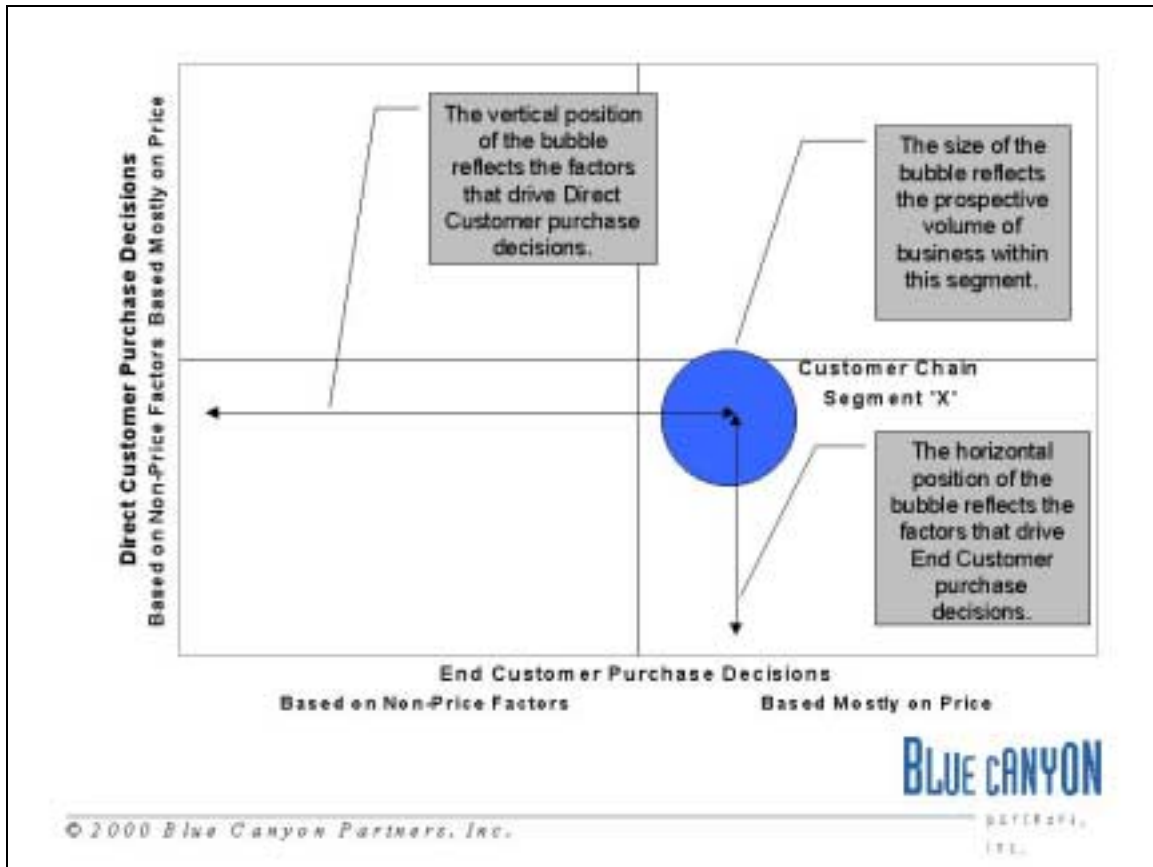 Direct Customer Purchase Decisions
Based on Non-Price Factors Based Mostly on Price
The vertical position
of the bubble
reflects the factors
that drive Direct
Customer purchase
decisions.
The size of the
bubble reflects
the prospective
volume of
business within
this segment.
Customer Chain
Segment "X"
The horizontal
position of the
bubble reflects the
factors that drive
End Customer
purchase
decisions.
End Customer Purchase Decisions
Based on Non-Price Factors Based Mostly on Price
BLUE CANYON
partners,
inc.
© 2000 Blue Canyon Partners, Inc.